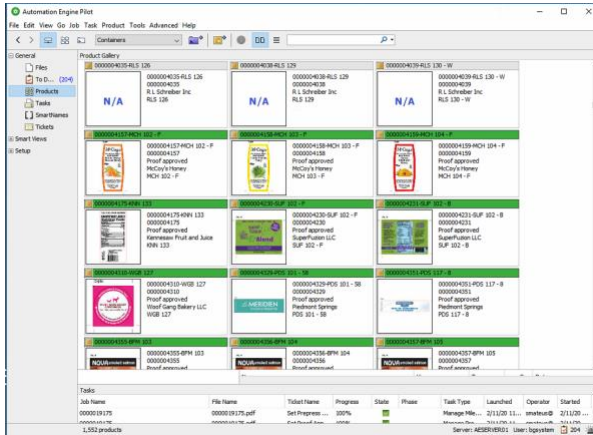 Automation Engine Pilot
File Edit View Go Job Task Product Tools Advanced Help
Containers
General
Files
To D... (204)
Products
Tasks
SmartNames
Tickets
Smart Views
Setup
Product Gallery
0000004035-RLS 126
N/A
0000004035-RLS 126
0000004035
R L Schreiber Inc
RLS 126
0000004038-RLS 129
N/A
0000004038-RLS 129
0000004038
R L Schreiber Inc
RLS 129
0000004039-RLS 130 - W
N/A
0000004039-RLS 130 - W
0000004039
R L Schreiber Inc
RLS 130 - W
0000004157-MCH 102 - F
0000004157-MCH 102 - F
0000004157
Proof approved
McCoy's Honey
MCH 102 - F
0000004158-MCH 103 - F
0000004158-MCH 103 - F
0000004158
Proof approved
McCoy's Honey
MCH 103 - F
0000004159-MCH 104 - F
0000004159-MCH 104 - F
0000004159
Proof approved
McCoy's Honey
MCH 104 - F
0000004175-KNN 133
0000004175-KNN 133
0000004175
Proof approved
Kennesaw Fruit and Juice
KNN 133
0000004230-SUF 102 - F
Blend
0000004230-SUF 102 - F
0000004230
Proof approved
SuperFusion LLC
SUF 102 - F
0000004231-SUF 102 - B
0000004231-SUF 102 - B
0000004231
Proof approved
SuperFusion LLC
SUF 102 - B
0000004310-WGB 127
0000004310-WGB 127
0000004310
Proof approved
Woof Gang Bakery LLC
WGB 127
0000004329-PDS 101 - SB
0000004329-PDS 101 - SB
0000004329
Proof approved
Piedmont Springs
PDS 101 - SB
0000004351-PDS 117 - B
0000004351-PDS 117 - B
0000004351
Proof approved
Piedmont Springs
PDS 117 - B
0000004355-BFM 103
0000004355-BFM 103
0000004355
Proof approved
0000004356-BFM 104
0000004356-BFM 104
0000004356
Proof approved
0000004357-BFM 105
0000004357-BFM 105
0000004357
Proof approved
Tasks
Job Name File Name Ticket Name Progress State Phase Task Type Launched Operator Started
0000019175 0000019175.pdf Set Prepress ... 100% Manage Mile... 2/11/20 11... smateus@ 2/11/20 ...
1,552 products Server: AESERVER01 User: bgsystem 204